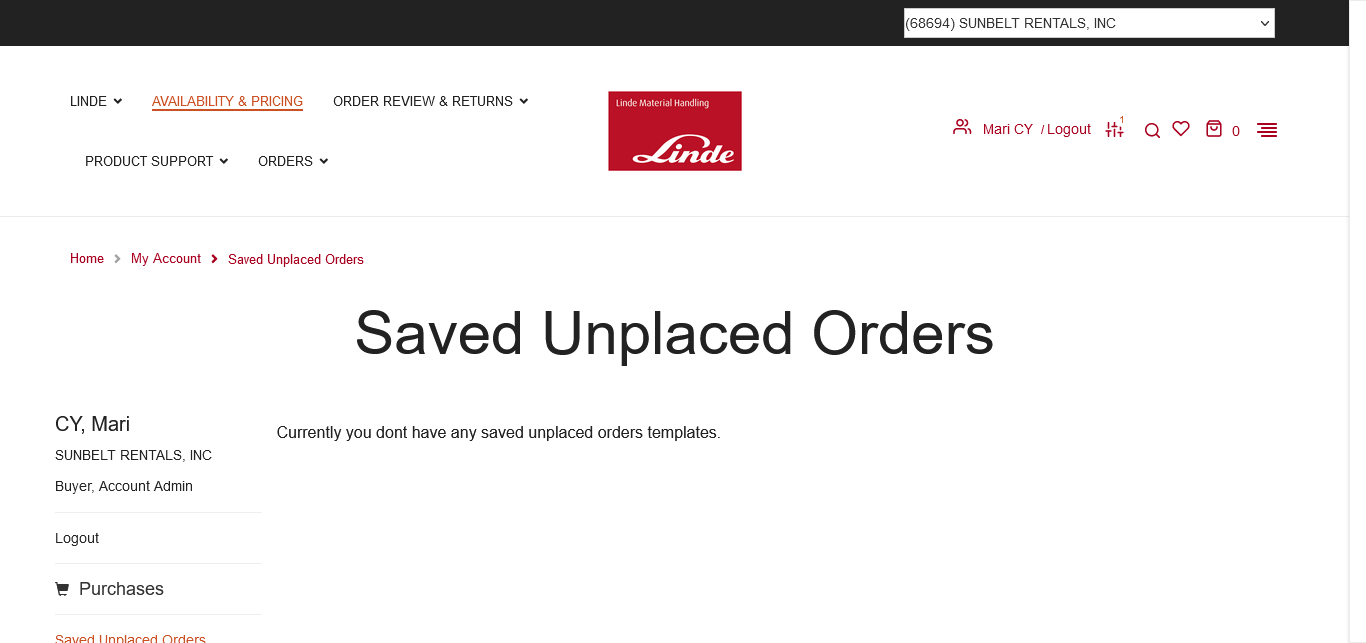 (68694) SUNBELT RENTALS, INC
LINDE
AVAILABILITY & PRICING
ORDER REVIEW & RETURNS
PRODUCT SUPPORT
ORDERS
Linde Material Handling
Linde
Mari CY / Logout
1
0
Home
My Account
Saved Unplaced Orders
Saved Unplaced Orders
CY, Mari
SUNBELT RENTALS, INC
Buyer, Account Admin
Logout
Purchases
Saved Unplaced Orders
Currently you dont have any saved unplaced orders templates.